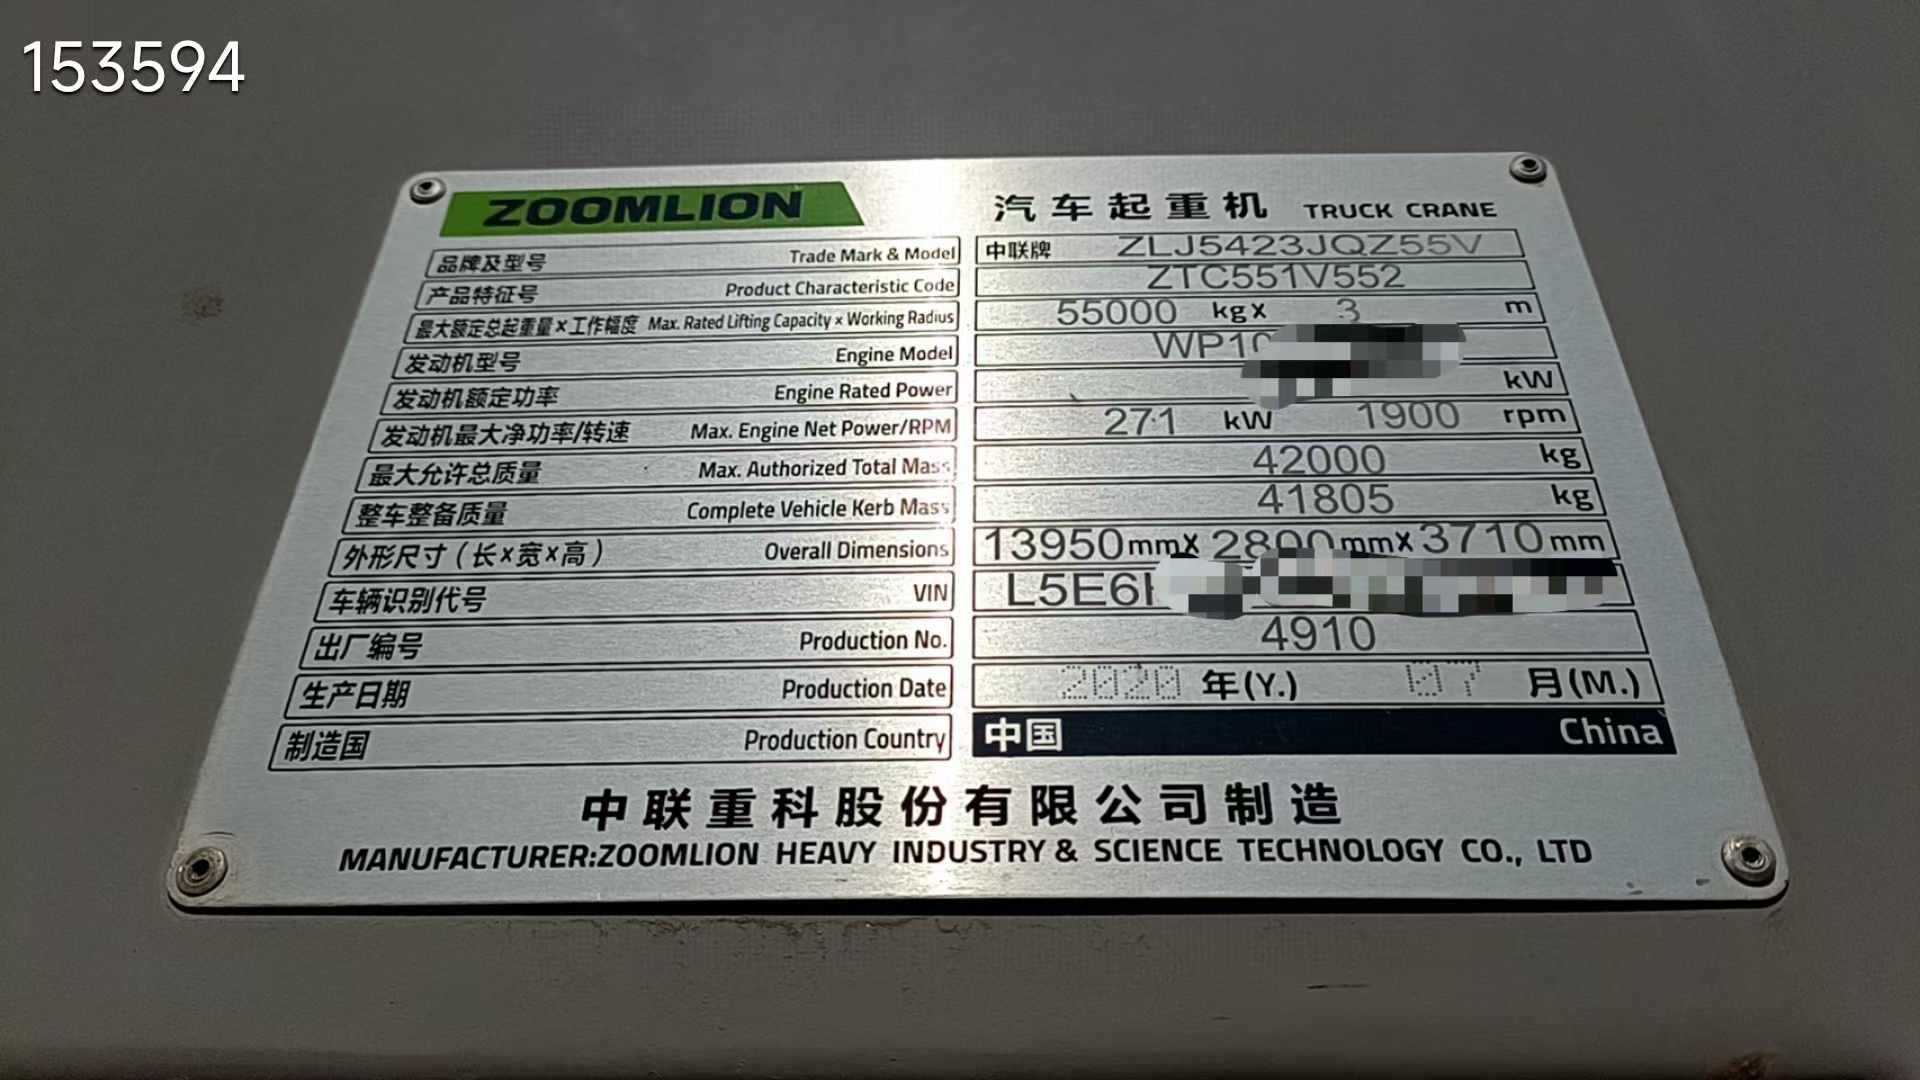 153594
ZOOMLION 汽车起重机 TRUCK CRANE
品牌及型号 Trade Mark & Model 中联牌 ZLJ5423JQZ55V
产品特征号 Product Characteristic Code ZTC551V552
最大额定总起重量×工作幅度 Max. Rated Lifting Capacity × Working Radius 55000 kg x 3 m
发动机型号 Engine Model WP10
发动机额定功率 Engine Rated Power kW
发动机最大净功率/转速 Max. Engine Net Power/RPM 271 kW 1900 rpm
最大允许总质量 Max. Authorized Total Mass 42000 kg
整车整备质量 Complete Vehicle Kerb Mass 41805 kg
外形尺寸(长×宽×高) Overall Dimensions 13950mm× 2800mm× 3710mm
车辆识别代号 VIN L5E6
出厂编号 Production No. 4910
生产日期 Production Date 2020 年(Y.) 07 月(M.)
制造国 Production Country 中国 China
中联重科股份有限公司制造
MANUFACTURER:ZOOMLION HEAVY INDUSTRY & SCIENCE TECHNOLOGY CO., LTD